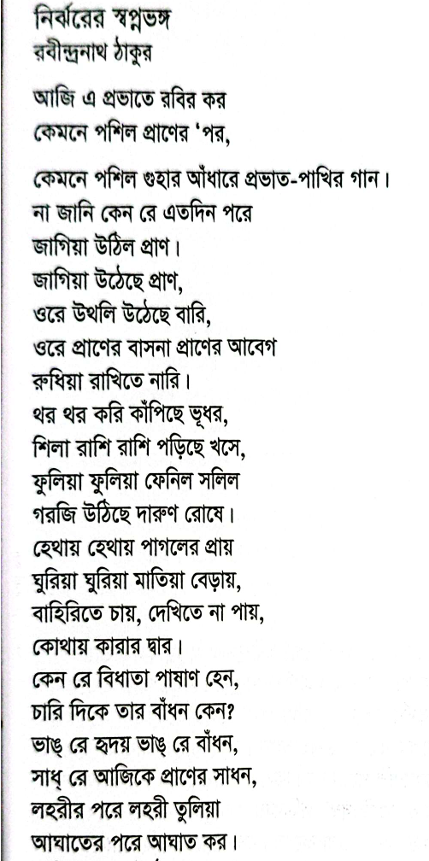 নির্ঝরের স্বপ্নভঙ্গ
রবীন্দ্রনাথ ঠাকুর
আজি এ প্রভাতে রবির কর
কেমনে পশিল প্রাণের ‘পর,
কেমনে পশিল গুহার আঁধারে প্রভাত-পাখির গান।
না জানি কেন রে এতদিন পরে
জাগিয়া উঠিল প্রাণ।
জাগিয়া উঠেছে প্রাণ,
ওরে উথলি উঠেছে বারি,
ওরে প্রাণের বাসনা প্রাণের আবেগ
রুধিয়া রাখিতে নারি।
থর থর করি কাঁপিছে ভূধর,
শিলা রাশি রাশি পড়িছে খসে,
ফুলিয়া ফুলিয়া ফেনিল সলিল
গরজি উঠিছে দারুণ রোষে।
হেথায় হেথায় পাগলের প্রায়
ঘুরিয়া ঘুরিয়া মাতিয়া বেড়ায়,
বাহিরিতে চায়, দেখিতে না পায়,
কোথায় কারার দ্বার।
কেন রে বিধাতা পাষাণ হেন,
চারি দিকে তার বাঁধন কেন?
ভাঙ্ রে হৃদয় ভাঙ্ রে বাঁধন,
সাধ্ রে আজিকে প্রাণের সাধন,
লহরীর পরে লহরী তুলিয়া
আঘাতের পরে আঘাত কর।